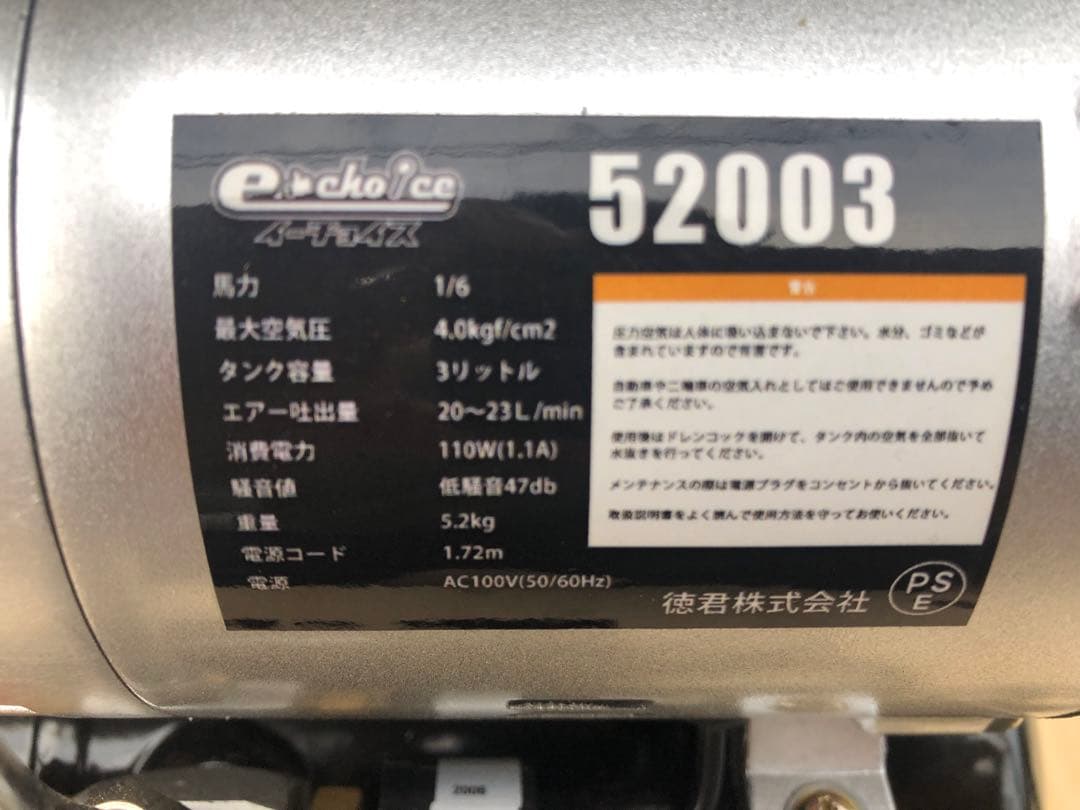 e.choice
イーチョイス
52003
馬力 1/6
最大空気圧 4.0kgf/cm2
タンク容量 3リットル
エアー吐出量 20〜23L/min
消費電力 110W(1.1A)
騒音値 低騒音47db
重量 5.2kg
電源コード 1.72m
電源 AC100V(50/60Hz)
警告
圧力空気は人体に吸い込まないで下さい。水分、ゴミなどが
含まれていますので有害です。
自動車や二輪車の空気入れとしてはご使用できませんので予め
ご了承ください。
使用後はドレンコックを開けて、タンク内の空気を全部抜いて
水抜きを行ってください。
メンテナンスの際は電源プラグをコンセントから抜いてください。
取扱説明書をよく読んで使用方法を守ってお使いください。
徳君株式会社
PS
E